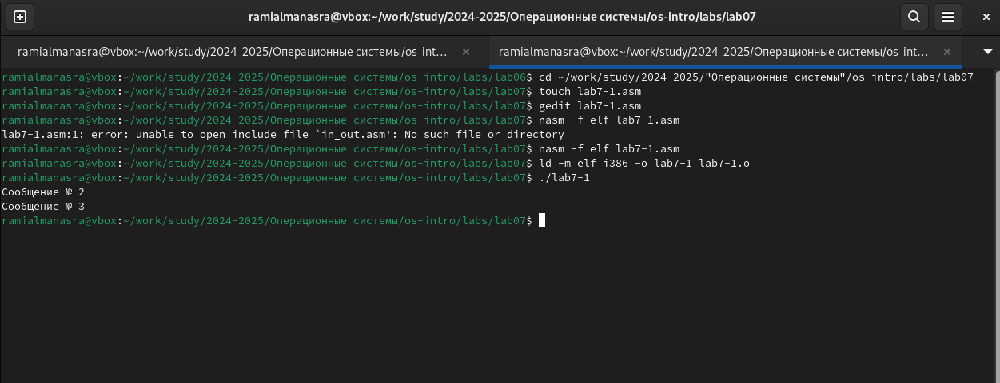 ramialmanasra@vbox:~/work/study/2024-2025/Операционные системы/os-intro/labs/lab07
ramialmanasra@vbox:~/work/study/2024-2025/Операционные системы/os-int...
ramialmanasra@vbox:~/work/study/2024-2025/Операционные системы/os-int...
ramialmanasra@vbox:~/work/study/2024-2025/Операционные системы/os-intro/labs/lab06$ cd ~/work/study/2024-2025/"Операционные системы"/os-intro/labs/lab07
ramialmanasra@vbox:~/work/study/2024-2025/Операционные системы/os-intro/labs/lab07$ touch lab7-1.asm
ramialmanasra@vbox:~/work/study/2024-2025/Операционные системы/os-intro/labs/lab07$ gedit lab7-1.asm
ramialmanasra@vbox:~/work/study/2024-2025/Операционные системы/os-intro/labs/lab07$ nasm -f elf lab7-1.asm
lab7-1.asm:1: error: unable to open include file `in_out.asm': No such file or directory
ramialmanasra@vbox:~/work/study/2024-2025/Операционные системы/os-intro/labs/lab07$ nasm -f elf lab7-1.asm
ramialmanasra@vbox:~/work/study/2024-2025/Операционные системы/os-intro/labs/lab07$ ld -m elf_i386 -o lab7-1 lab7-1.o
ramialmanasra@vbox:~/work/study/2024-2025/Операционные системы/os-intro/labs/lab07$ ./lab7-1
Сообщение № 2
Сообщение № 3
ramialmanasra@vbox:~/work/study/2024-2025/Операционные системы/os-intro/labs/lab07$